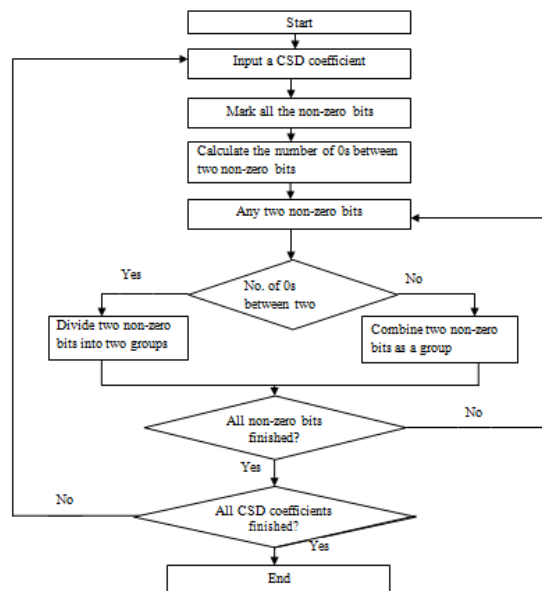 Start
Input a CSD coefficient
Mark all the non-zero bits
Calculate the number of 0s between
two non-zero bits
Any two non-zero bits
Yes
No. of 0s
between two
No
Divide two non-zero
bits into two groups
Combine two non-zero
bits as a group
All non-zero bits
finished?
No
Yes
No
All CSD coefficients
finished?
Yes
End